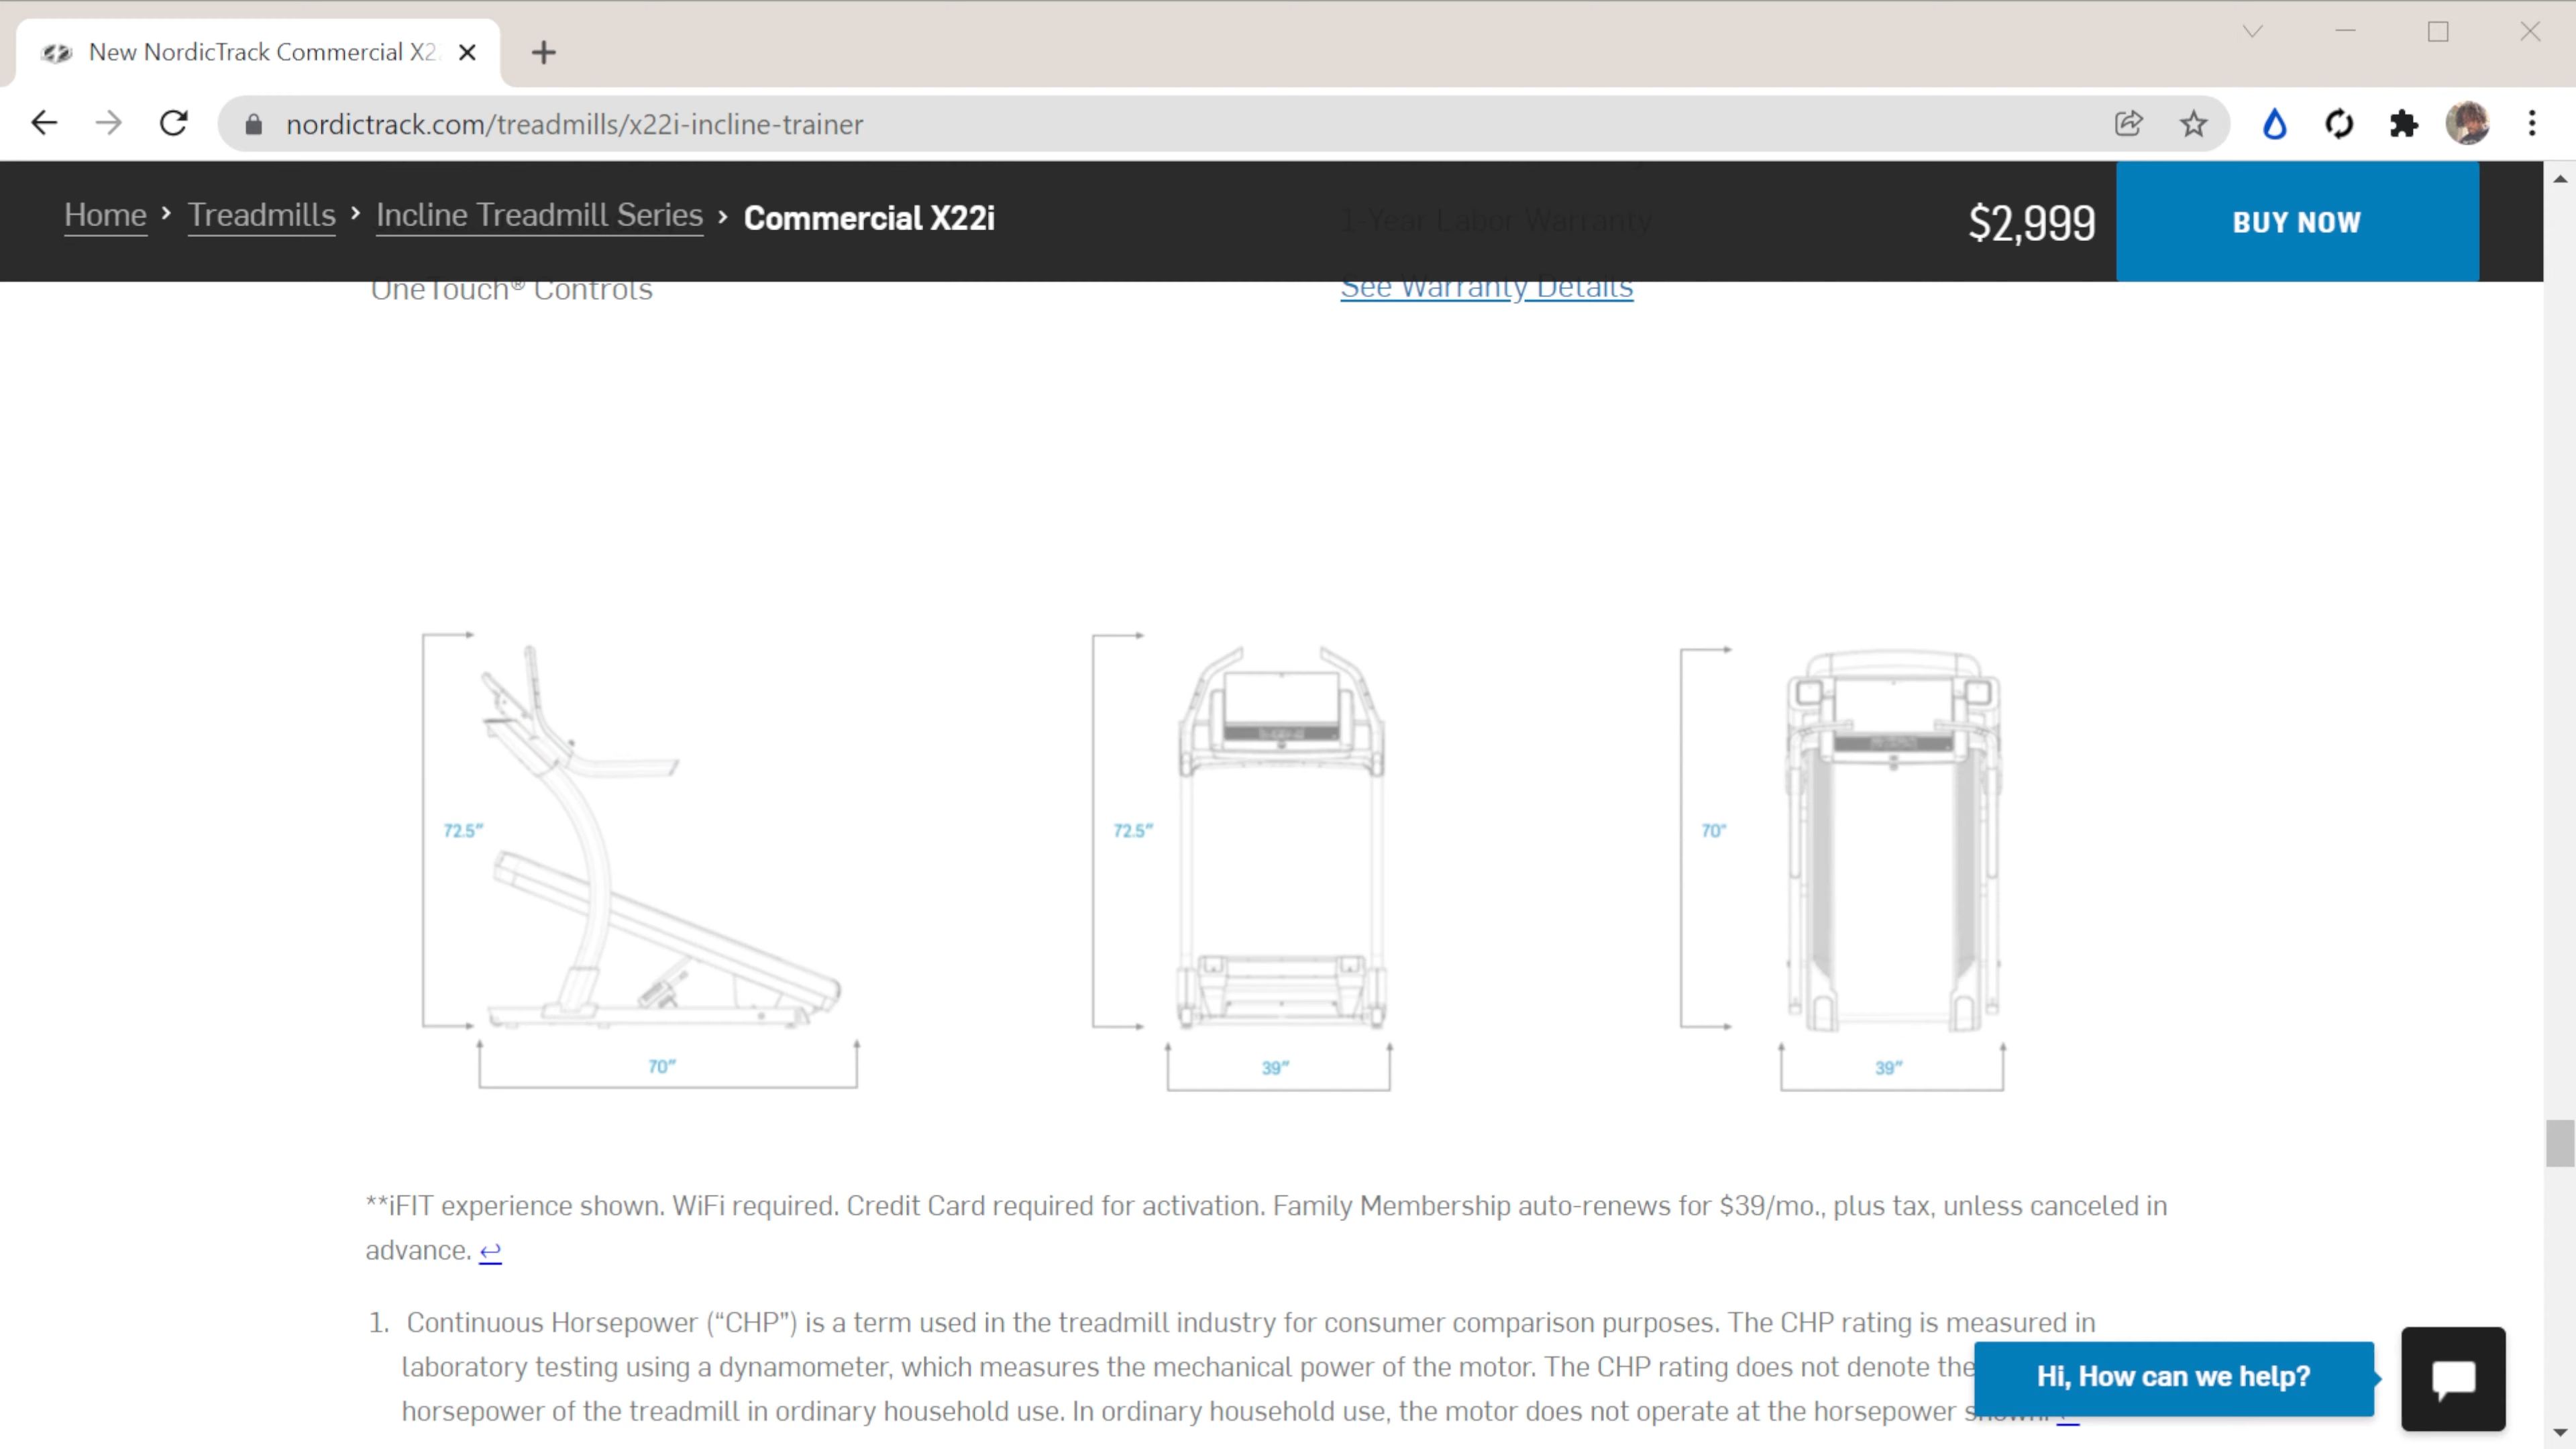 New NordicTrack Commercial X2
nordictrack.com/treadmills/x22i-incline-trainer
Home › Treadmills › Incline Treadmill Series › Commercial X22i
1-Year Labor Warranty
$2,999
BUY NOW
OneTouch® Controls
See Warranty Details
72.5"
70"
72.5"
39"
70"
39"
**iFIT experience shown. WiFi required. Credit Card required for activation. Family Membership auto-renews for $39/mo., plus tax, unless canceled in
advance. ↩
1. Continuous Horsepower (“CHP") is a term used in the treadmill industry for consumer comparison purposes. The CHP rating is measured in
laboratory testing using a dynamometer, which measures the mechanical power of the motor. The CHP rating does not denote the
horsepower of the treadmill in ordinary household use. In ordinary household use, the motor does not operate at the horsepower
Hi, How can we help?